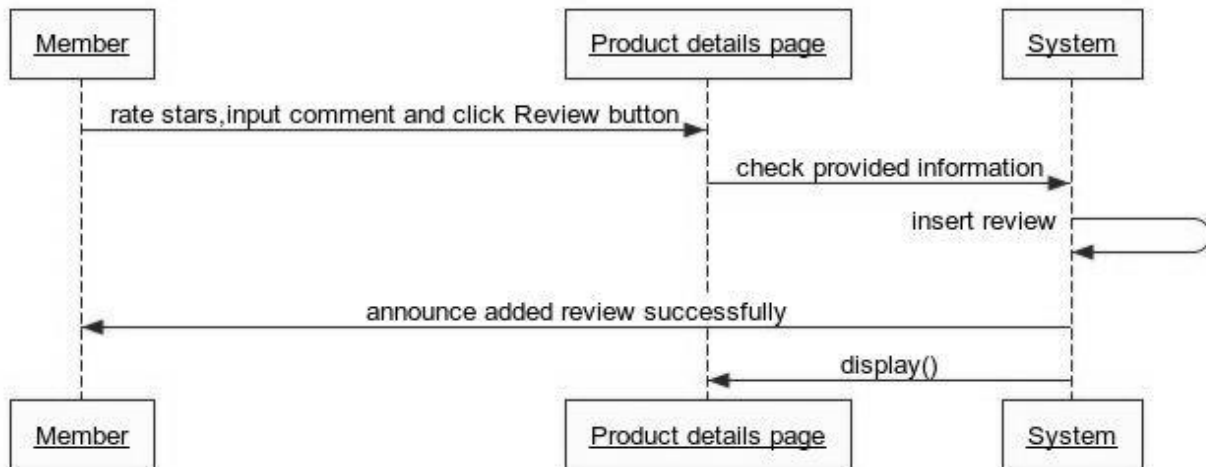 Member
Product details page
System
rate stars,input comment and click Review button
check provided information
insert review
announce added review successfully
display()
Member
Product details page
System